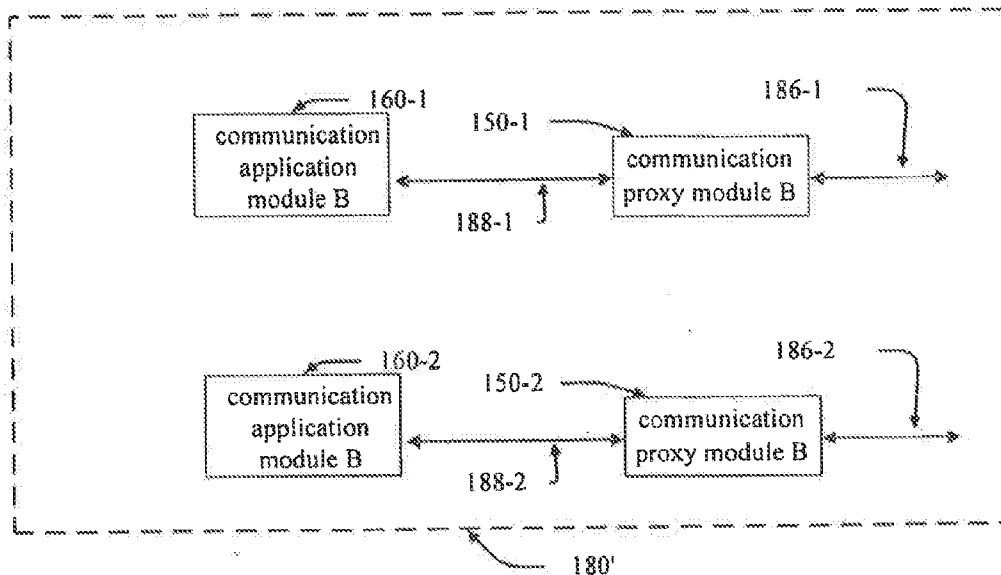 160-1
186-1
150-1
communication
application
module B
communication
proxy module B
188-1
160-2
186-2
150-2
communication
application
module B
communication
proxy module B
188-2
180'